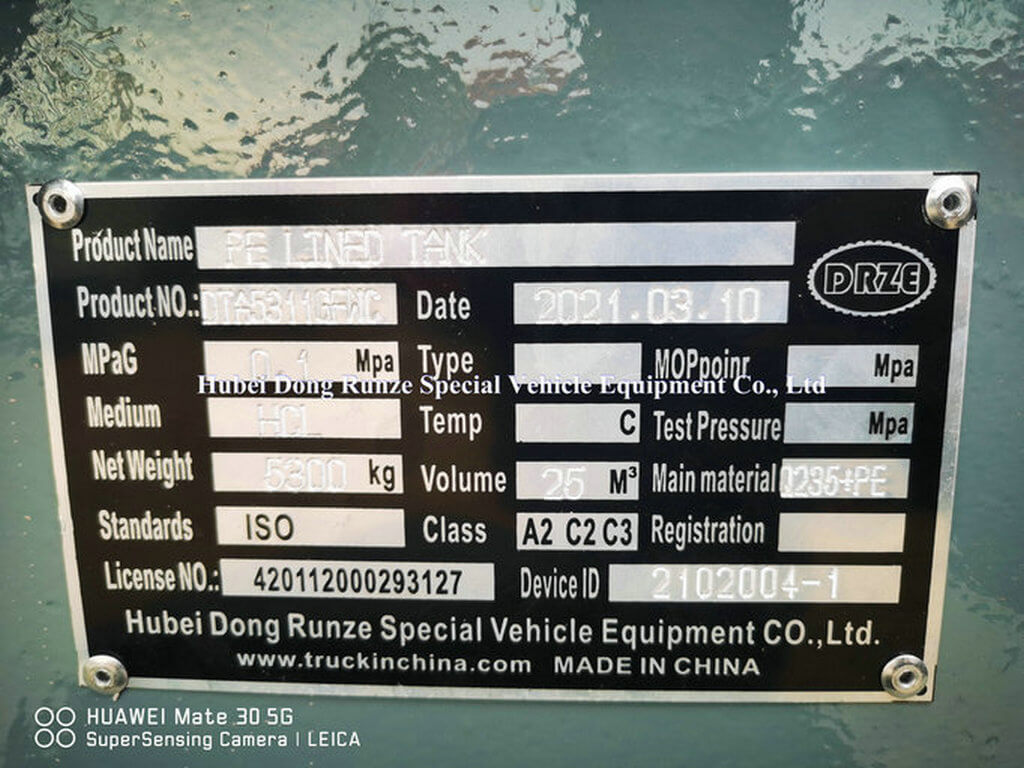 Product Name PE LINED TANK
DRZE
Product NO.: Date 2021.03.10
MPaG 0.1 Mpa Type MOPpoinr Mpa
Hubei Dong Runze Special Vehicle Equipment Co., Ltd
Medium HCL Temp C Test Pressure Mpa
Net Weight 5300 kg Volume 25 M³ Main material Q235+PE
Standards ISO Class A2 C2 C3 Registration
License NO.: 420112000293127 Device ID 2102004-1
Hubei Dong Runze Special Vehicle Equipment CO.,Ltd.
www.truckinchina.com MADE IN CHINA
HUAWEI Mate 30 5G
SuperSensing Camera | LEICA